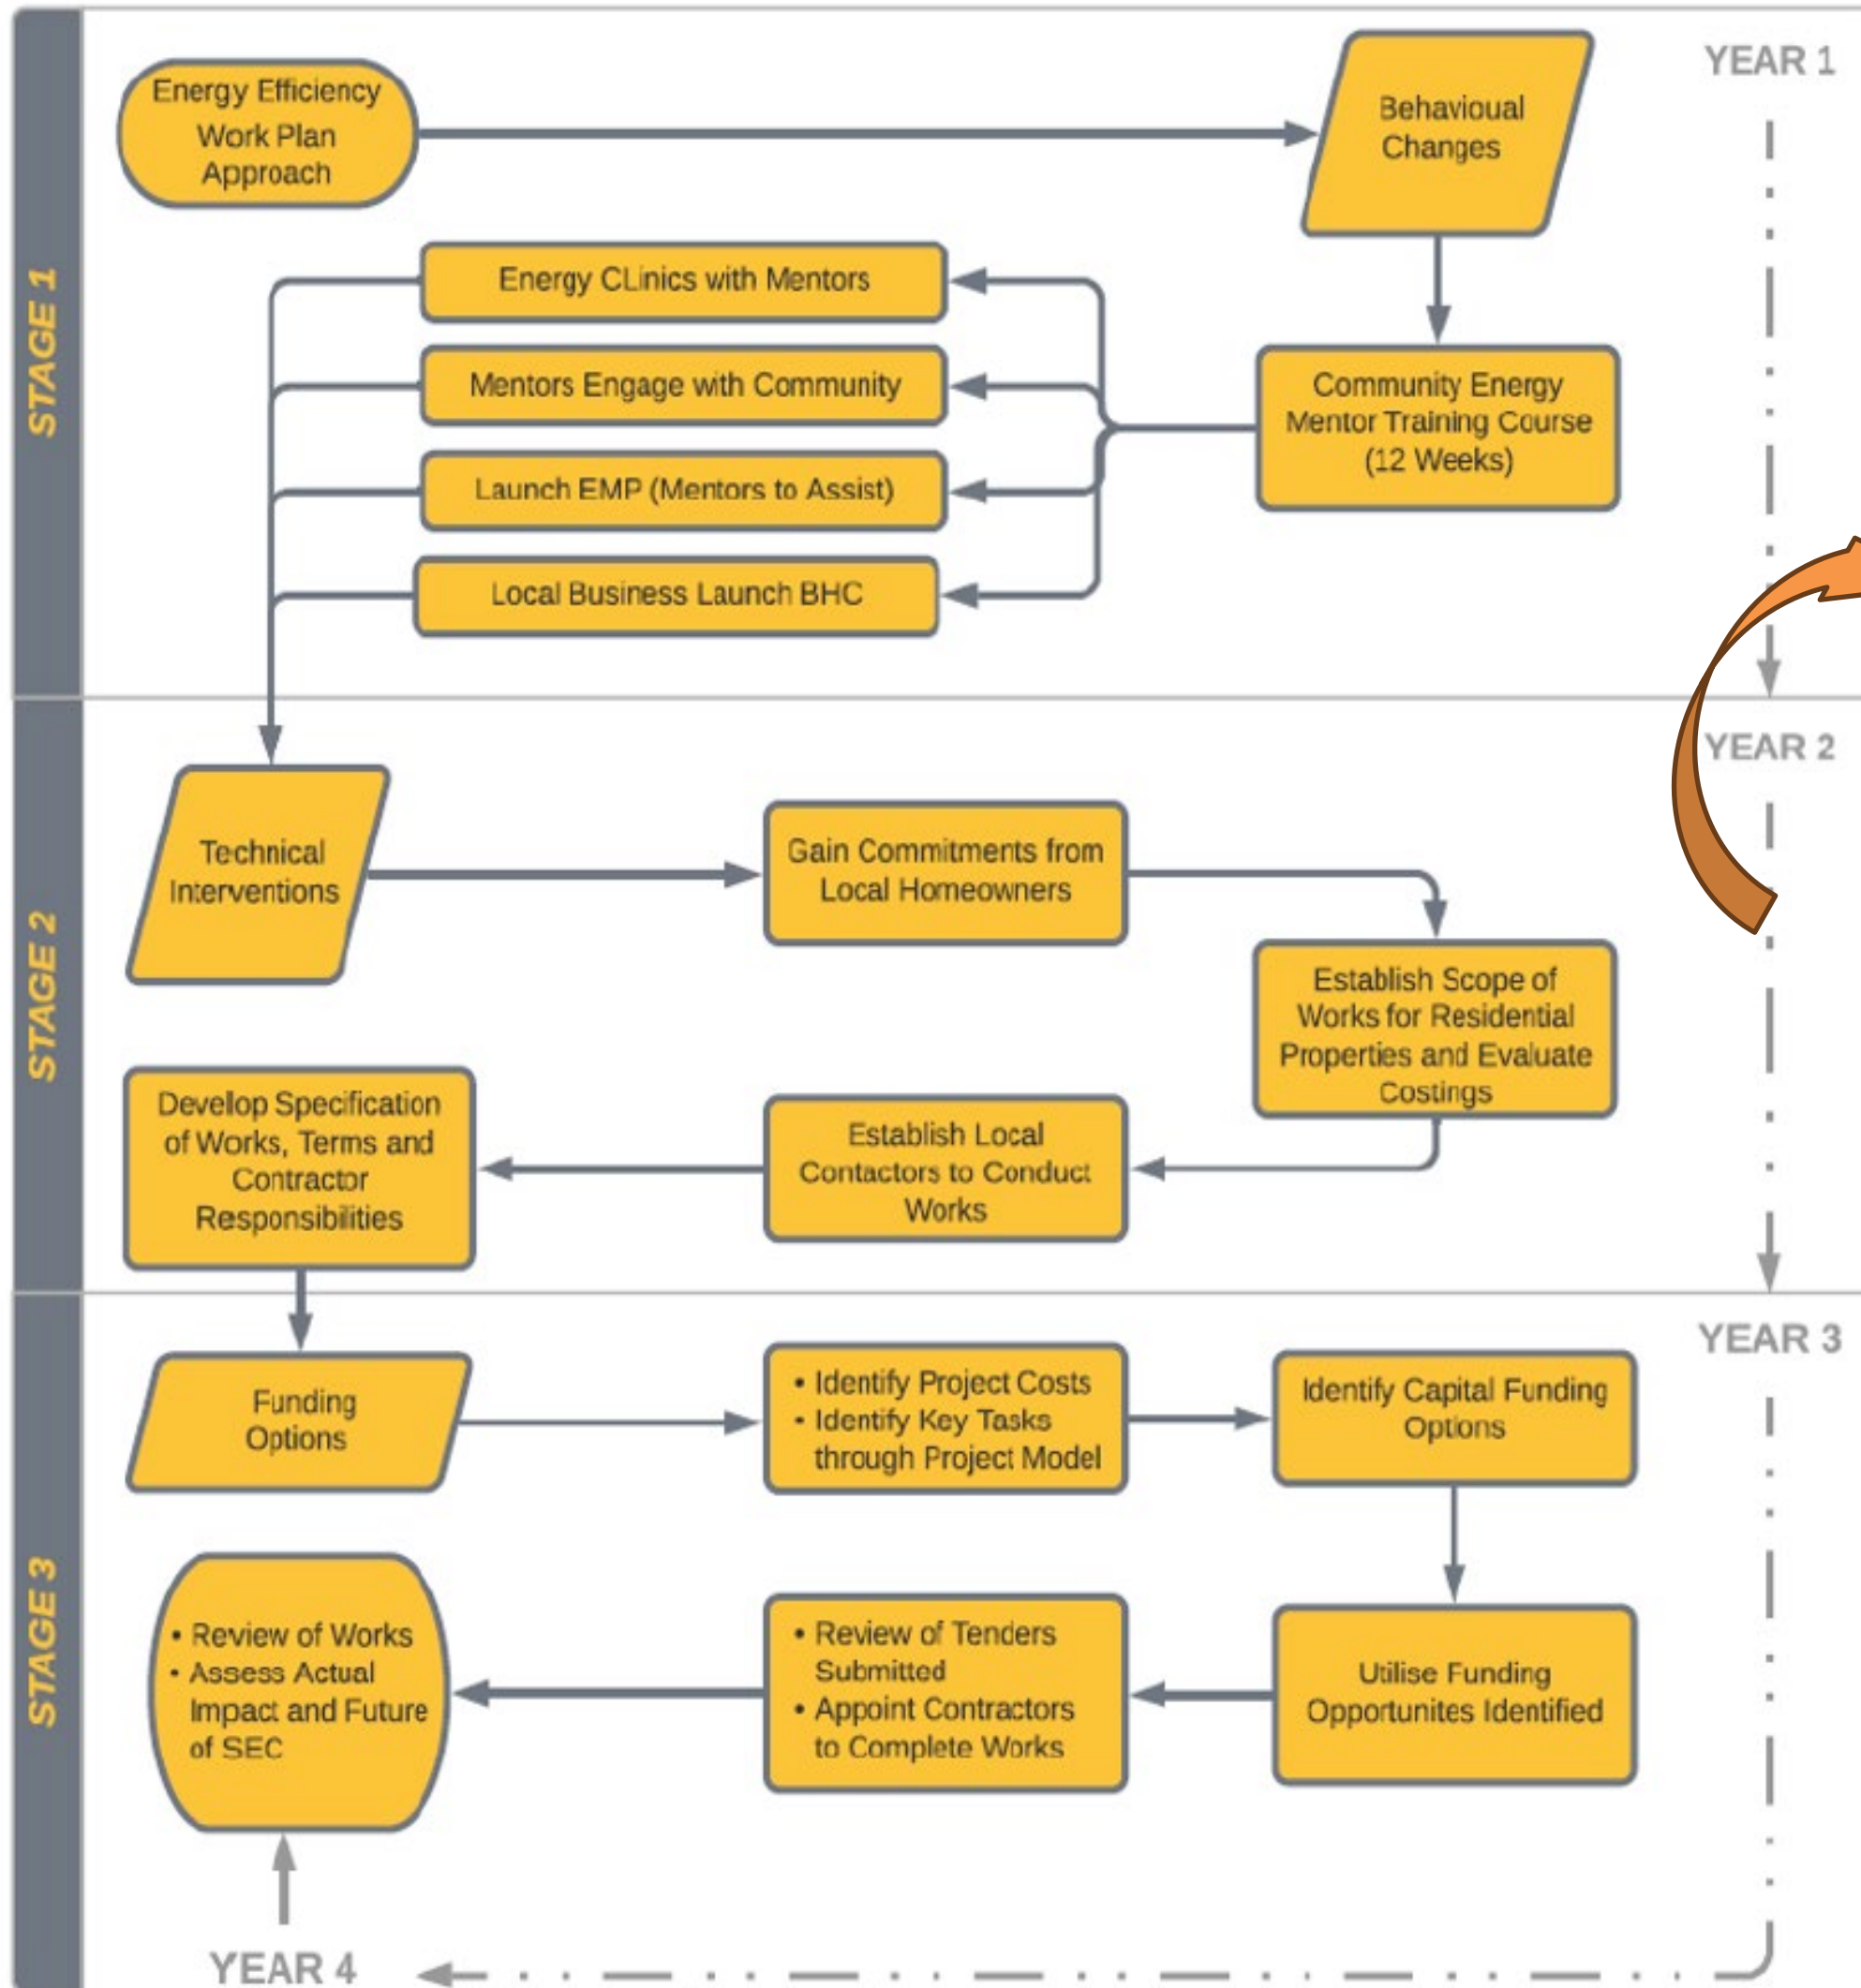 STAGE 1
YEAR 1
Energy Efficiency
Work Plan
Approach
Behavioual
Changes
Community Energy
Mentor Training Course
(12 Weeks)
Energy CLinics with Mentors
Mentors Engage with Community
Launch EMP (Mentors to Assist)
Local Business Launch BHC
STAGE 2
YEAR 2
Technical
Interventions
Gain Commitments from
Local Homeowners
Establish Scope of
Works for Residential
Properties and Evaluate
Costings
Establish Local
Contactors to Conduct
Works
Develop Specification
of Works, Terms and
Contractor
Responsibilities
STAGE 3
YEAR 3
Funding
Options
• Identify Project Costs
• Identify Key Tasks
through Project Model
Identify Capital Funding
Options
Utilise Funding
Opportunites Identified
• Review of Tenders
Submitted
• Appoint Contractors
to Complete Works
• Review of Works
• Assess Actual
Impact and Future
of SEC
YEAR 4